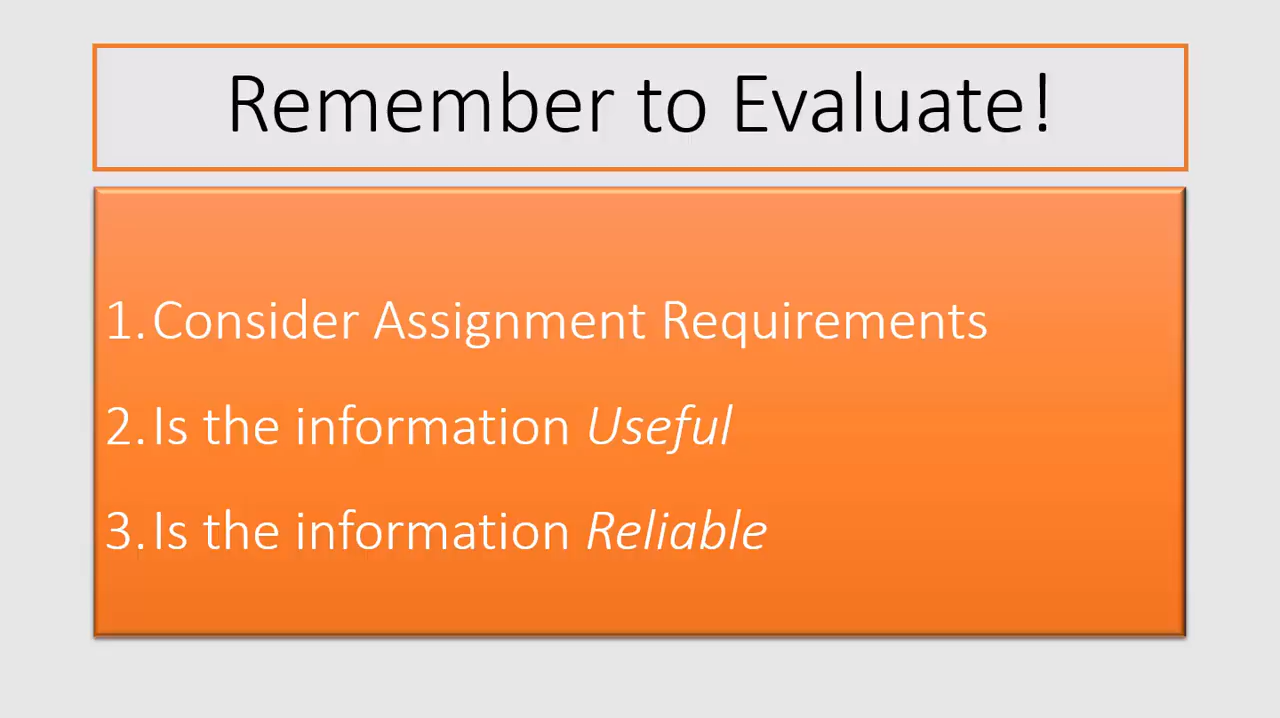 Remember to Evaluate!
1. Consider Assignment Requirements
2. Is the information Useful
3. Is the information Reliable